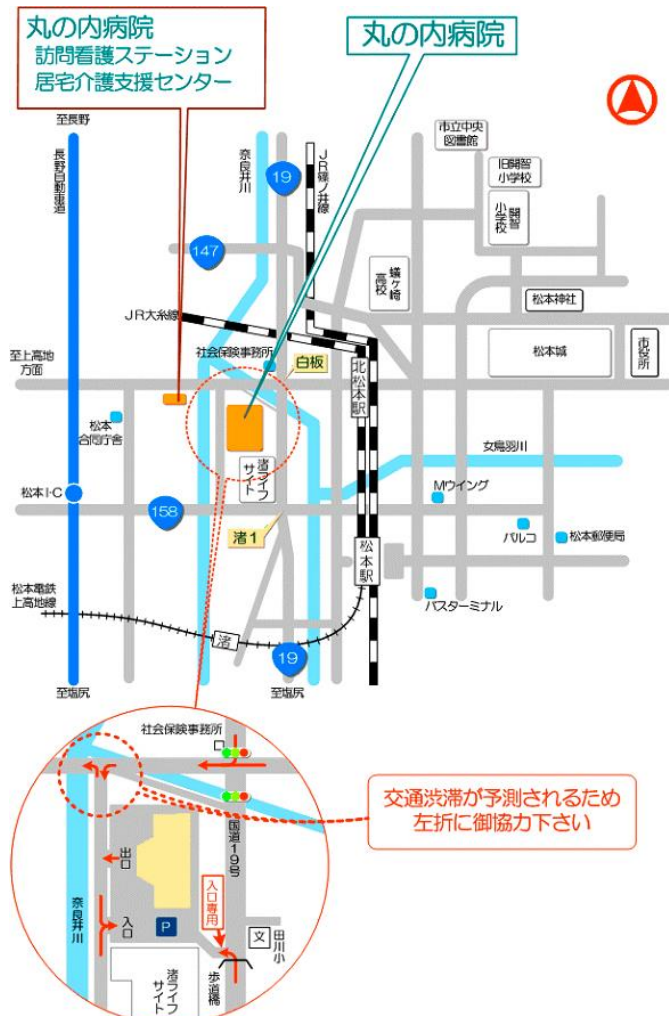 丸の内病院
訪問看護ステーション
居宅介護支援センター
丸の内病院
至長野
長野自動車道
奈良井川
19
JR篠ノ井線
市立中央
図書館
旧開智
小学校
開智
小学校
147
蟻ヶ崎
高校
松本神社
JR大糸線
社会保険事務所
白板
北松本駅
松本城
市役所
至上高地
方面
松本
合同庁舎
渚ライフ
サイト
女鳥羽川
松本I・C
158
Mウイング
渚1
パルコ
松本郵便局
松本駅
松本電鉄
上高地線
渚
バスターミナル
19
至塩尻
至塩尻
社会保険事務所
交通渋滞が予測されるため
左折に御協力下さい
出口
国道19号
入口専用
奈良井川
入口
P
文
田川小
渚ライフ
サイト
歩道橋